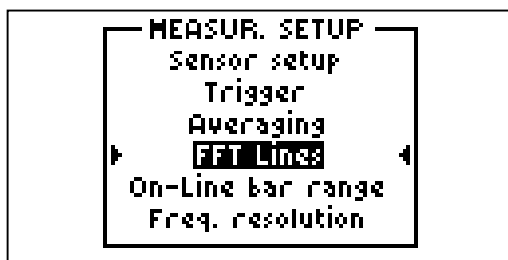 MEASUR. SETUP
Sensor setup
Trigger
Averaging
FFT Lines
On-Line bar range
Freq. resolution